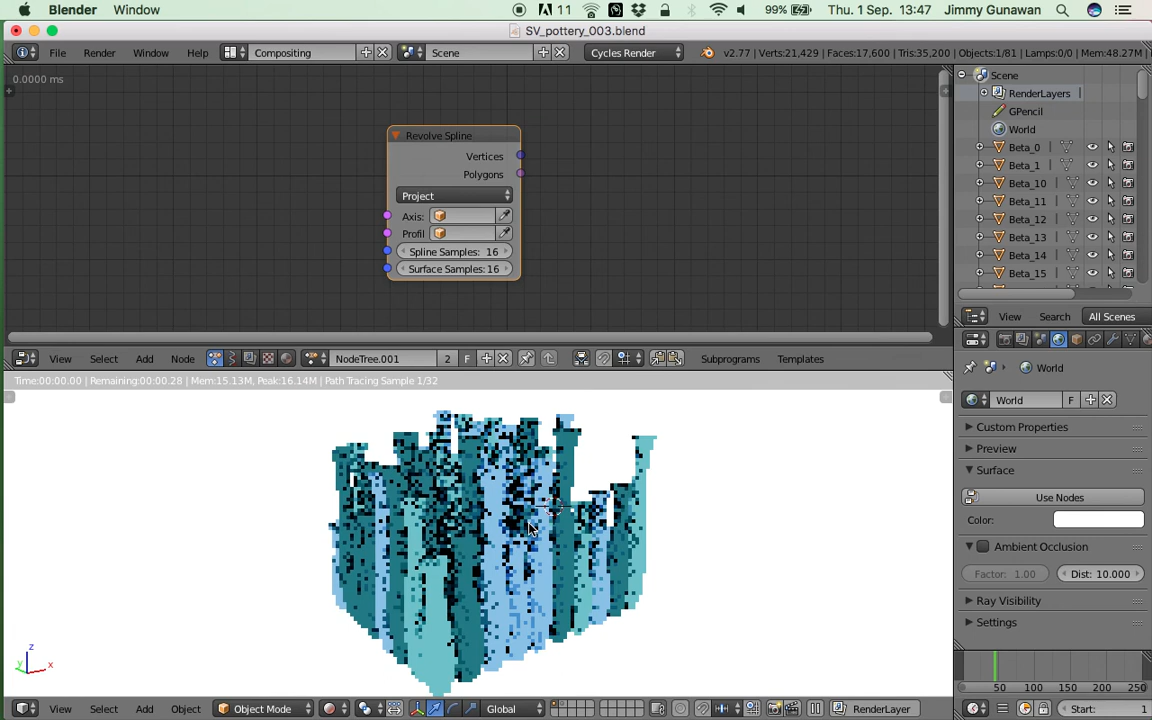 Blender Window 11 99% Thu. 1 Sep. 13:47 Jimmy Gunawan
SV_pottery_003.blend
File Render Window Help Compositing Scene Cycles Render v2.77 | Verts:21,429 | Faces:17,600 | Tris:35,200 | Objects:1/81 | Lamps:0/0 | Mem:48.27M
0.0000 ms
Revolve Spline
Vertices
Polygons
Project
Axis:
Profil
Spline Samples: 16
Surface Samples: 16
View Select Add Node NodeTree.001 2 F Subprograms Templates
Time:00:00.00 | Remaining:00:00.28 | Mem:15.13M, Peak:16.14M | Path Tracing Sample 1/32
z
y x
View Select Add Object Object Mode Global RenderLayer
Scene
RenderLayers
GPencil
World
Beta_0
Beta_1
Beta_10
Beta_11
Beta_12
Beta_13
Beta_14
Beta_15
View Search All Scenes
World
World F
Custom Properties
Preview
Surface
Use Nodes
Color:
Ambient Occlusion
Factor: 1.00 Dist: 10.000
Ray Visibility
Settings
50 100 150 200 250
Start: 1